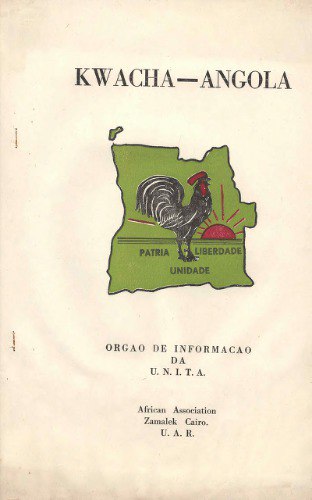 KWACHA—ANGOLA
PATRIA LIBERDADE
UNIDADE
ORGAO DE INFORMACAO
DA
U. N. I. T. A.
African Association
Zamalek Cairo.
U. A. R.